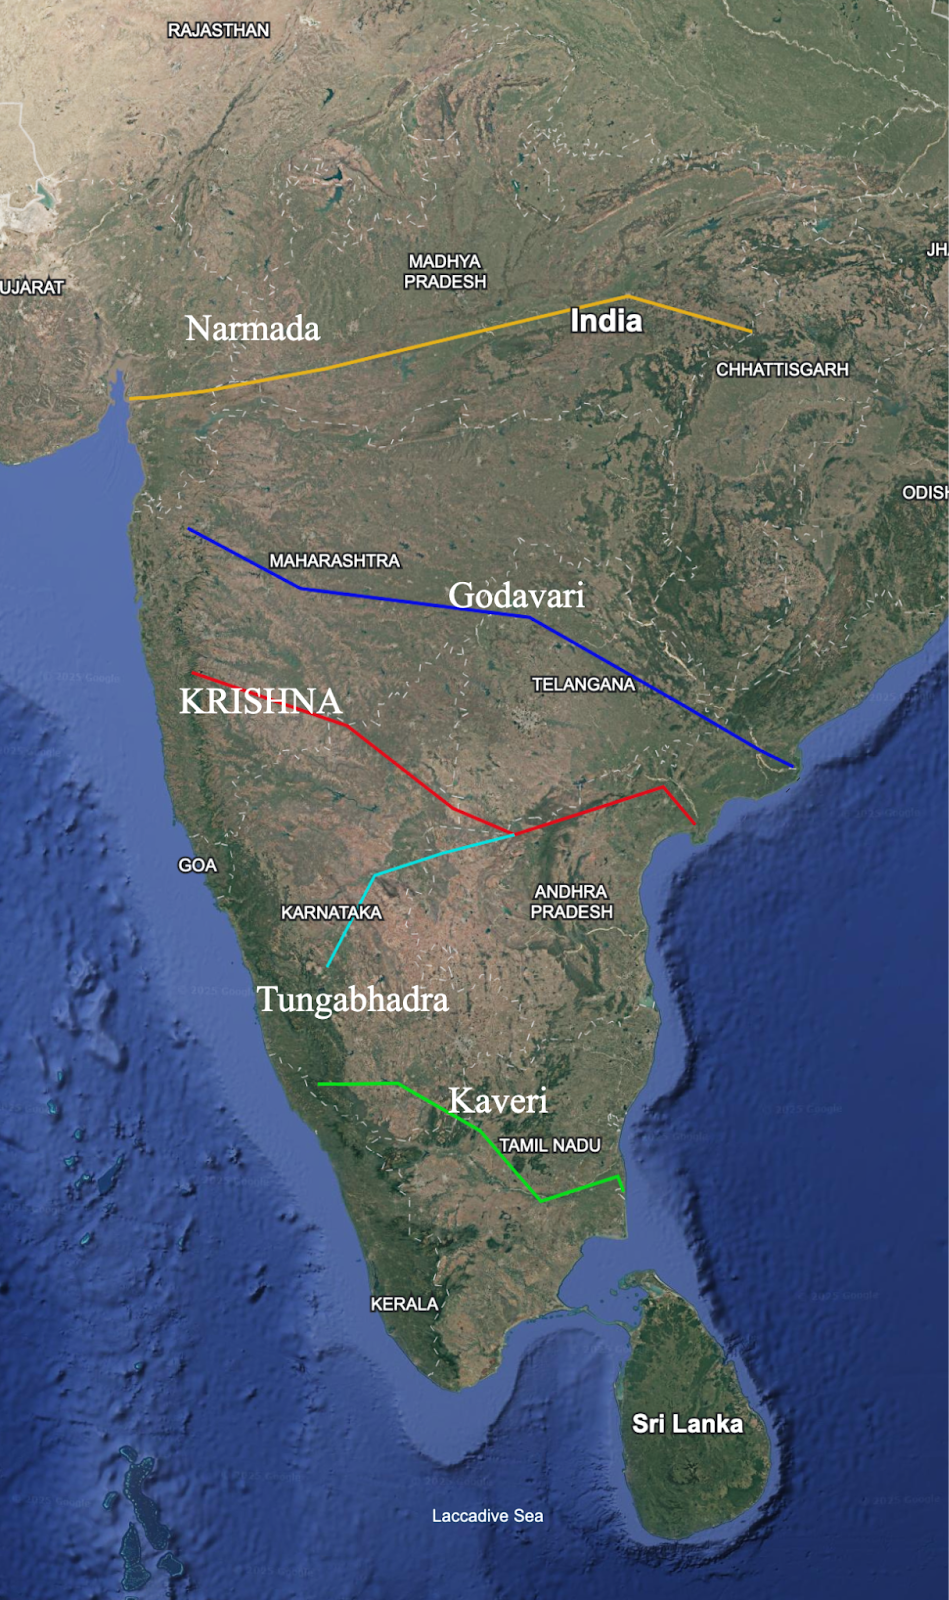 RAJASTHAN
MADHYA
PRADESH
JH
UJARAT
India
Narmada
CHHATTISGARH
ODISH
MAHARASHTRA
Godavari
TELANGANA
KRISHNA
GOA
ANDHRA
PRADESH
KARNATAKA
Tungabhadra
Kaveri
TAMIL NADU
KERALA
Sri Lanka
Laccadive Sea